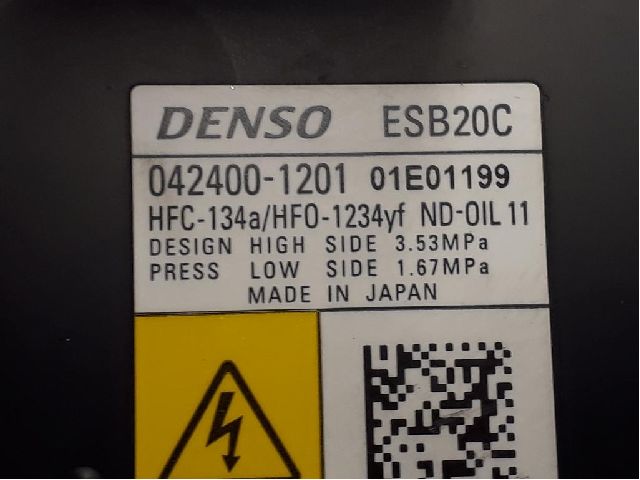 DENSO ESB20C
042400-1201 01E01199
HFC-134a/HFO-1234yf ND-OIL 11
DESIGN HIGH SIDE 3.53MPa
PRESS LOW SIDE 1.67MPa
MADE IN JAPAN